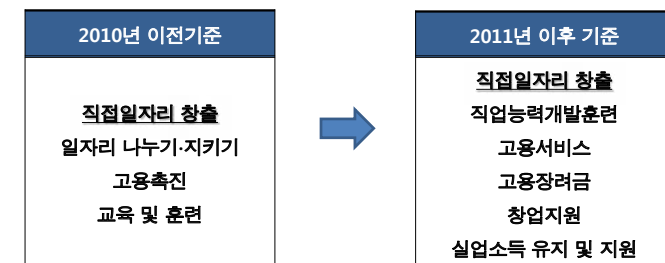 2010년 이전기준
직접일자리 창출
일자리 나누기·지키기
고용촉진
교육 및 훈련
2011년 이후 기준
직접일자리 창출
직업능력개발훈련
고용서비스
고용장려금
창업지원
실업소득 유지 및 지원